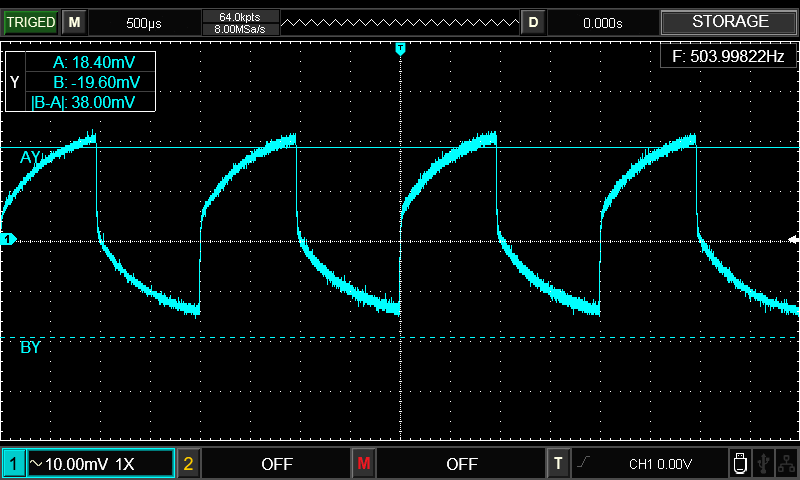 TRIGED M 500µs 64.0kpts D 0.000s STORAGE
8.00MSa/s
T
F: 503.99822Hz
A: 18.40mV
Y B: -19.60mV
|B-A|: 38.00mV
AY
1
BY
1 10.00mV 1X 2 OFF M OFF T CH1 0.00V